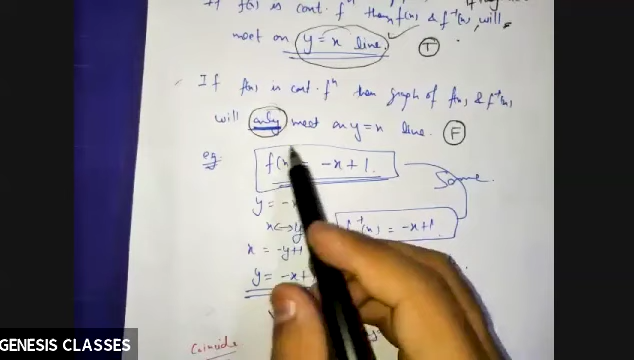 If f(x) is cont. fⁿ then f(x) & f⁻¹(x) will
meet on y = x line. (T)
If f(x) is cont. fⁿ then graph of f(x) & f⁻¹(x)
will only meet on y = x line. (F)
eg. f(x) = -x + 1.
Same.
y = -x
x ↔ y f⁻¹(x) = -x+1.
x = -y+1
y = -x+1
Coincide
GENESIS CLASSES